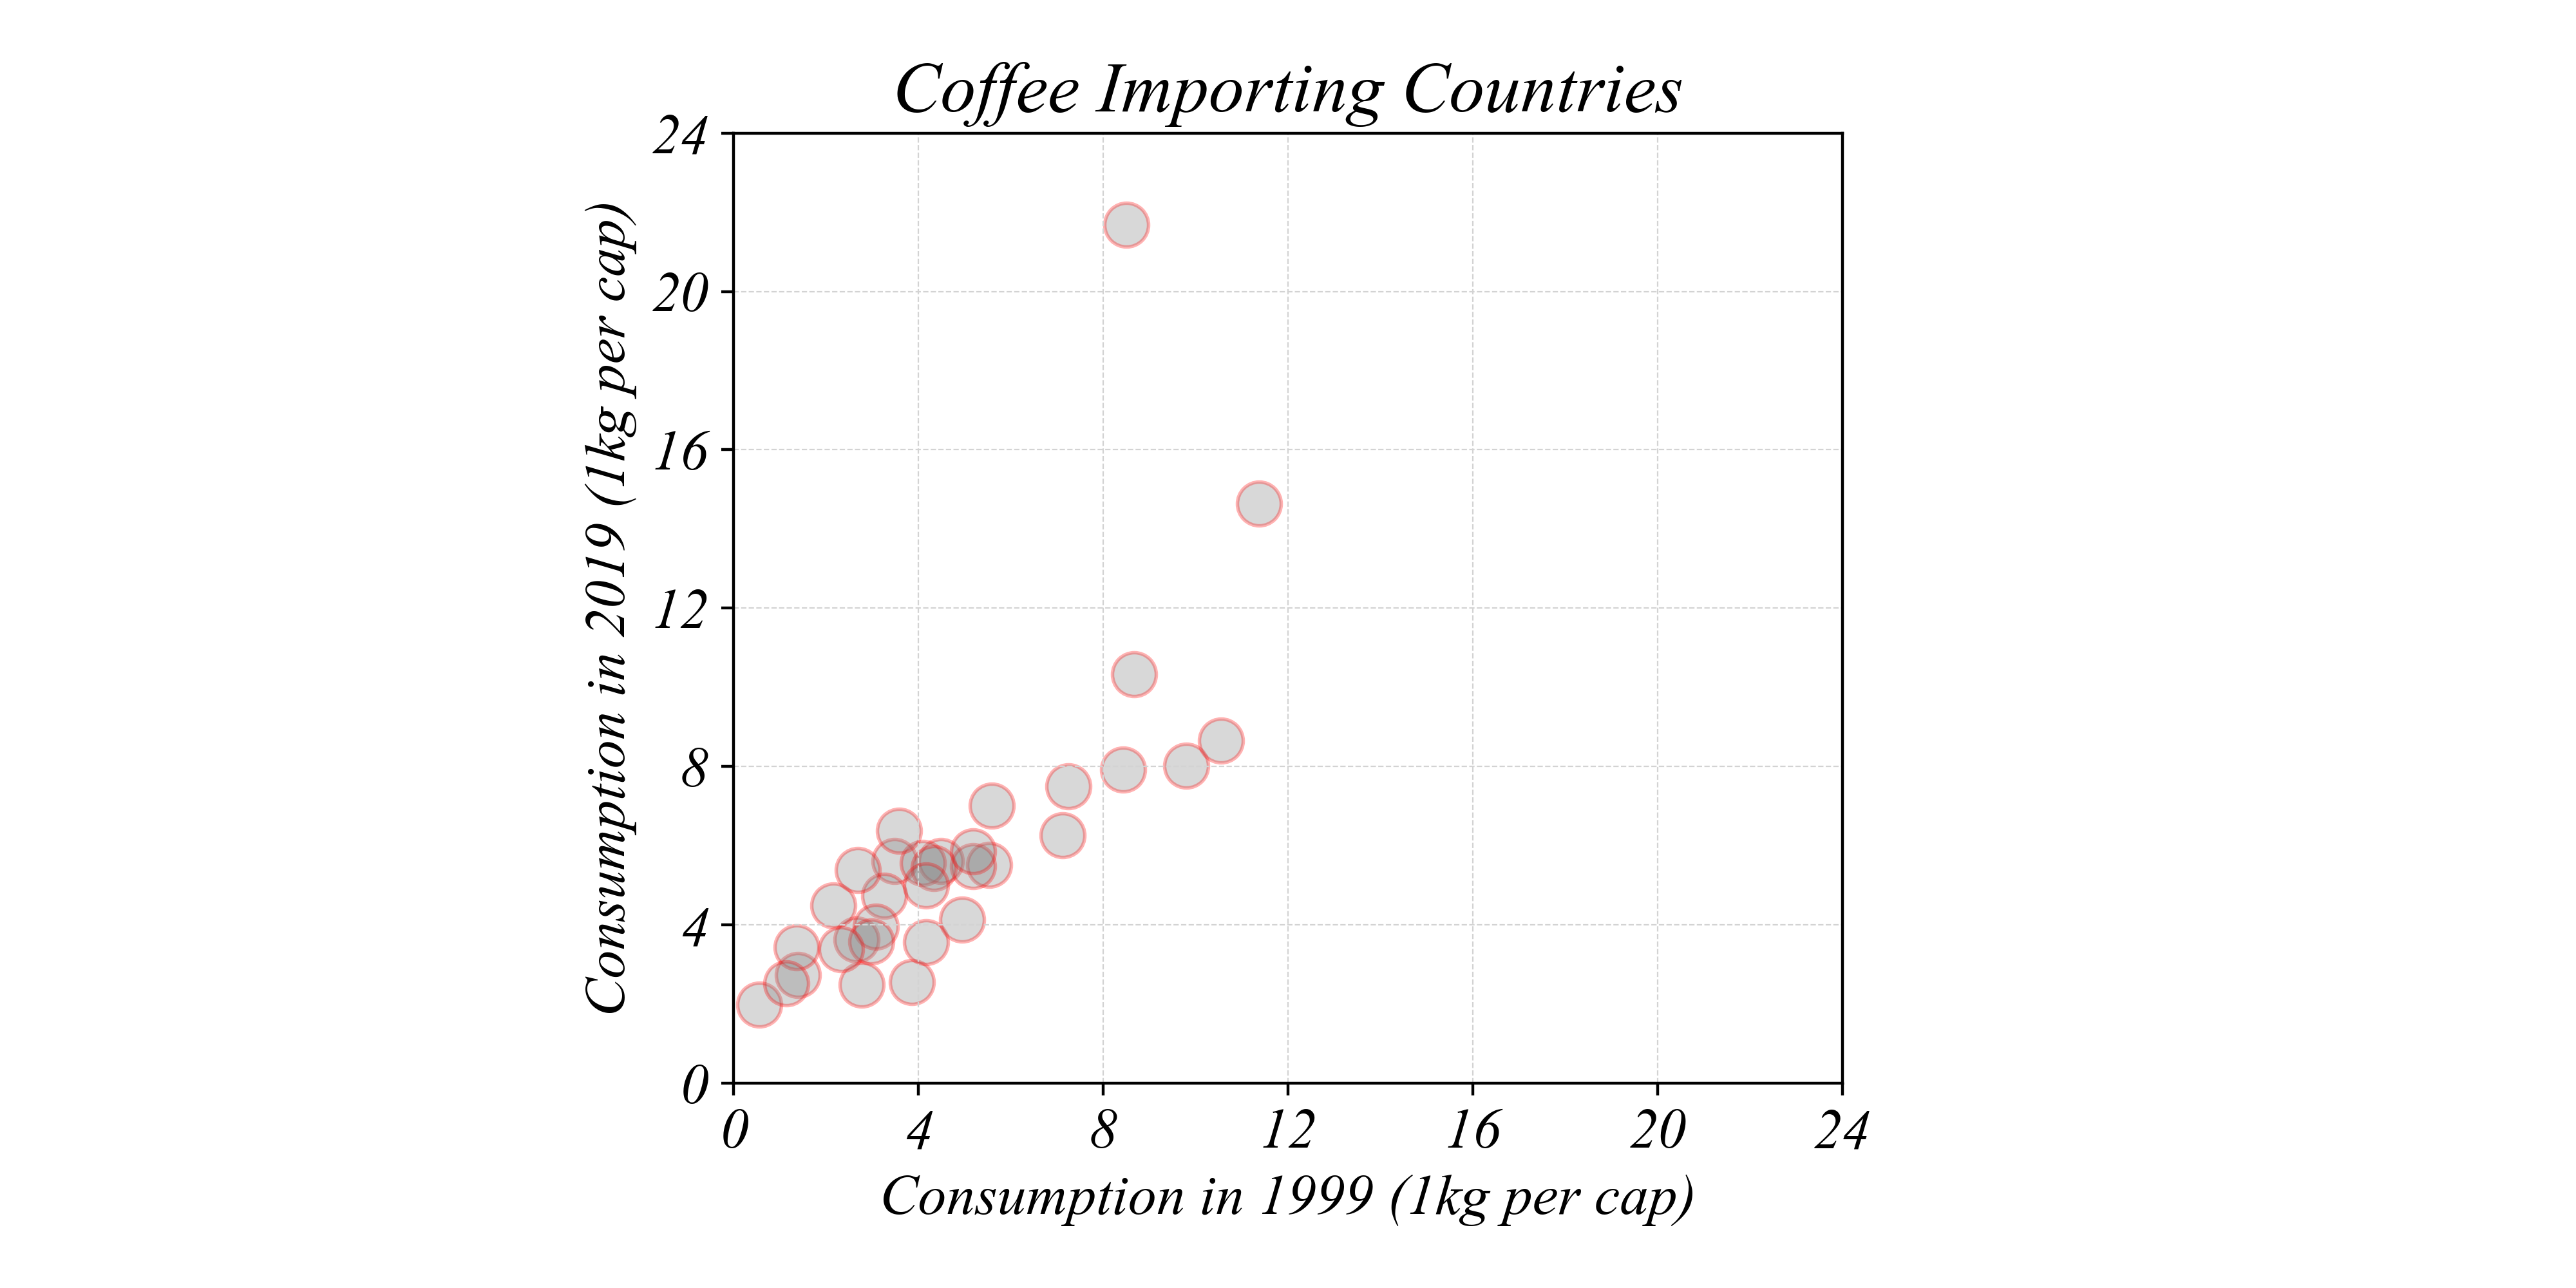 Coffee Importing Countries
24
20
16
12
8
4
0
Consumption in 2019 (1kg per cap)
0 4 8 12 16 20 24
Consumption in 1999 (1kg per cap)